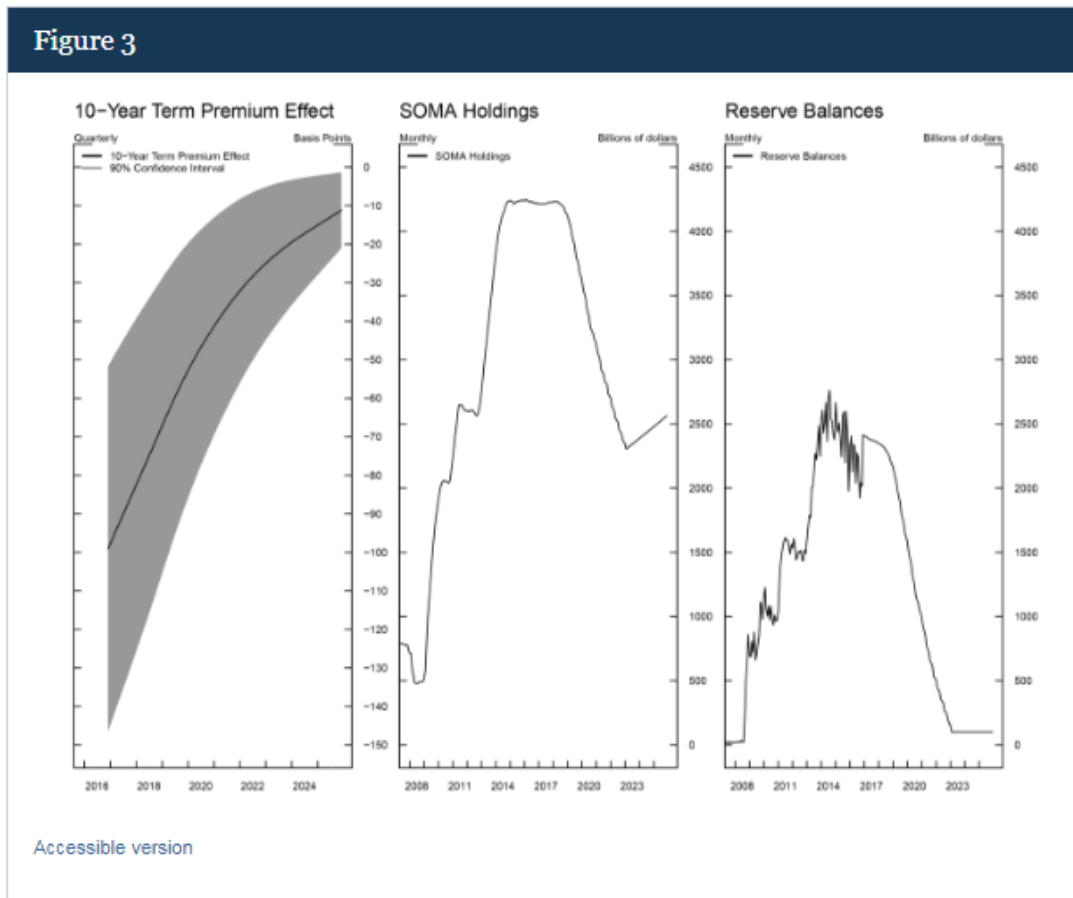 Figure 3
10-Year Term Premium Effect
Quarterly
Basis Points
10-Year Term Premium Effect
90% Confidence Interval
0
-10
-20
-30
-40
-50
-60
-70
-80
-90
-100
-110
-120
-130
-140
-150
2016 2018 2020 2022 2024
SOMA Holdings
Monthly
Billions of dollars
SOMA Holdings
4500
4000
3500
3000
2500
2000
1500
1000
500
0
2008 2011 2014 2017 2020 2023
Reserve Balances
Monthly
Billions of dollars
Reserve Balances
4500
4000
3500
3000
2500
2000
1500
1000
500
0
2008 2011 2014 2017 2020 2023
Accessible version